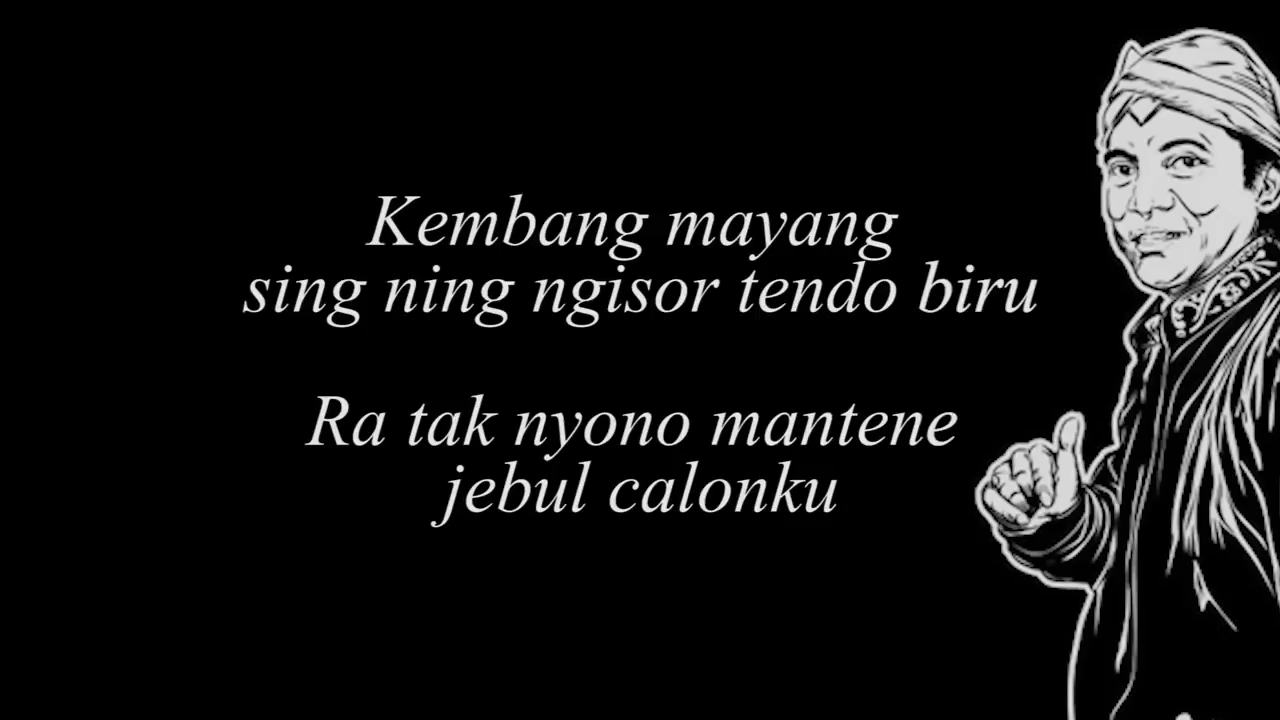 Kembang mayang
sing ning ngisor tendo biru
Ra tak nyono mantene
jebul calonku